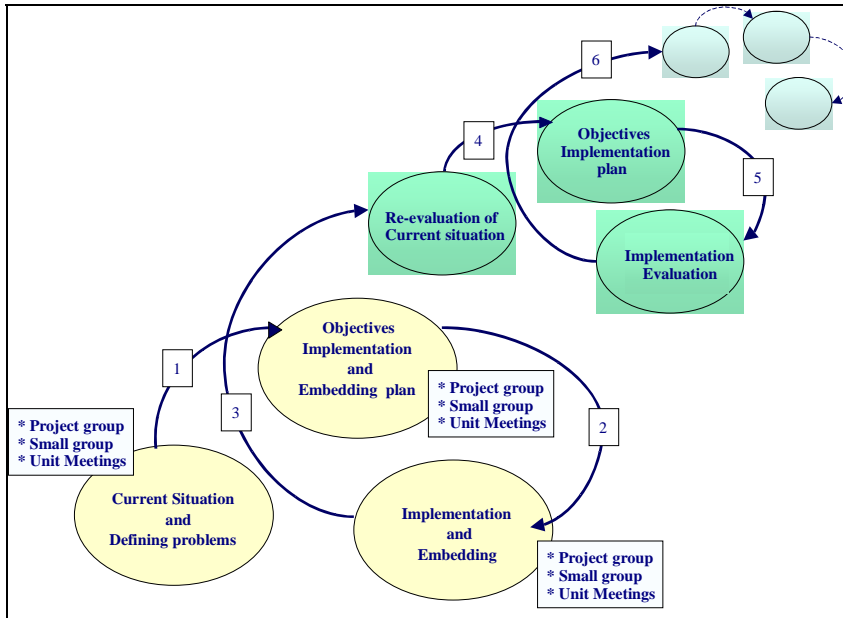 6
4
Objectives
Implementation
plan
5
Re-evaluation of
Current situation
Implementation
Evaluation
Objectives
Implementation
and
Embedding plan
1
3
* Project group
* Small group
* Unit Meetings
2
* Project group
* Small group
* Unit Meetings
Current Situation
and
Defining problems
Implementation
and
Embedding
* Project group
* Small group
* Unit Meetings